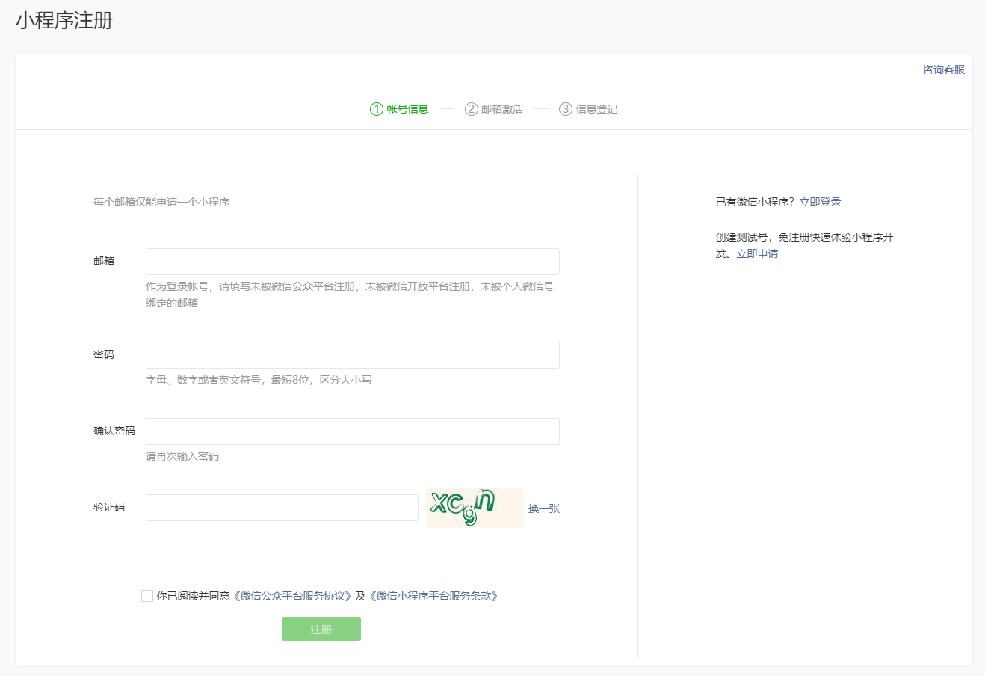 小程序注册
咨询客服
① 帐号信息 — ② 邮箱激活 — ③ 信息登记
每个邮箱仅能申请一个小程序
已有微信小程序？立即登录
创建测试号，免注册快速体验小程序开
发。立即申请
邮箱
作为登录帐号，请填写未被微信公众平台注册，未被微信开放平台注册，未被个人微信号
绑定的邮箱
密码
字母、数字或者英文符号，最短8位，区分大小写
确认密码
请再次输入密码
验证码
xcgn
换一张
你已阅读并同意《微信公众平台服务协议》及《微信小程序平台服务条款》
注册